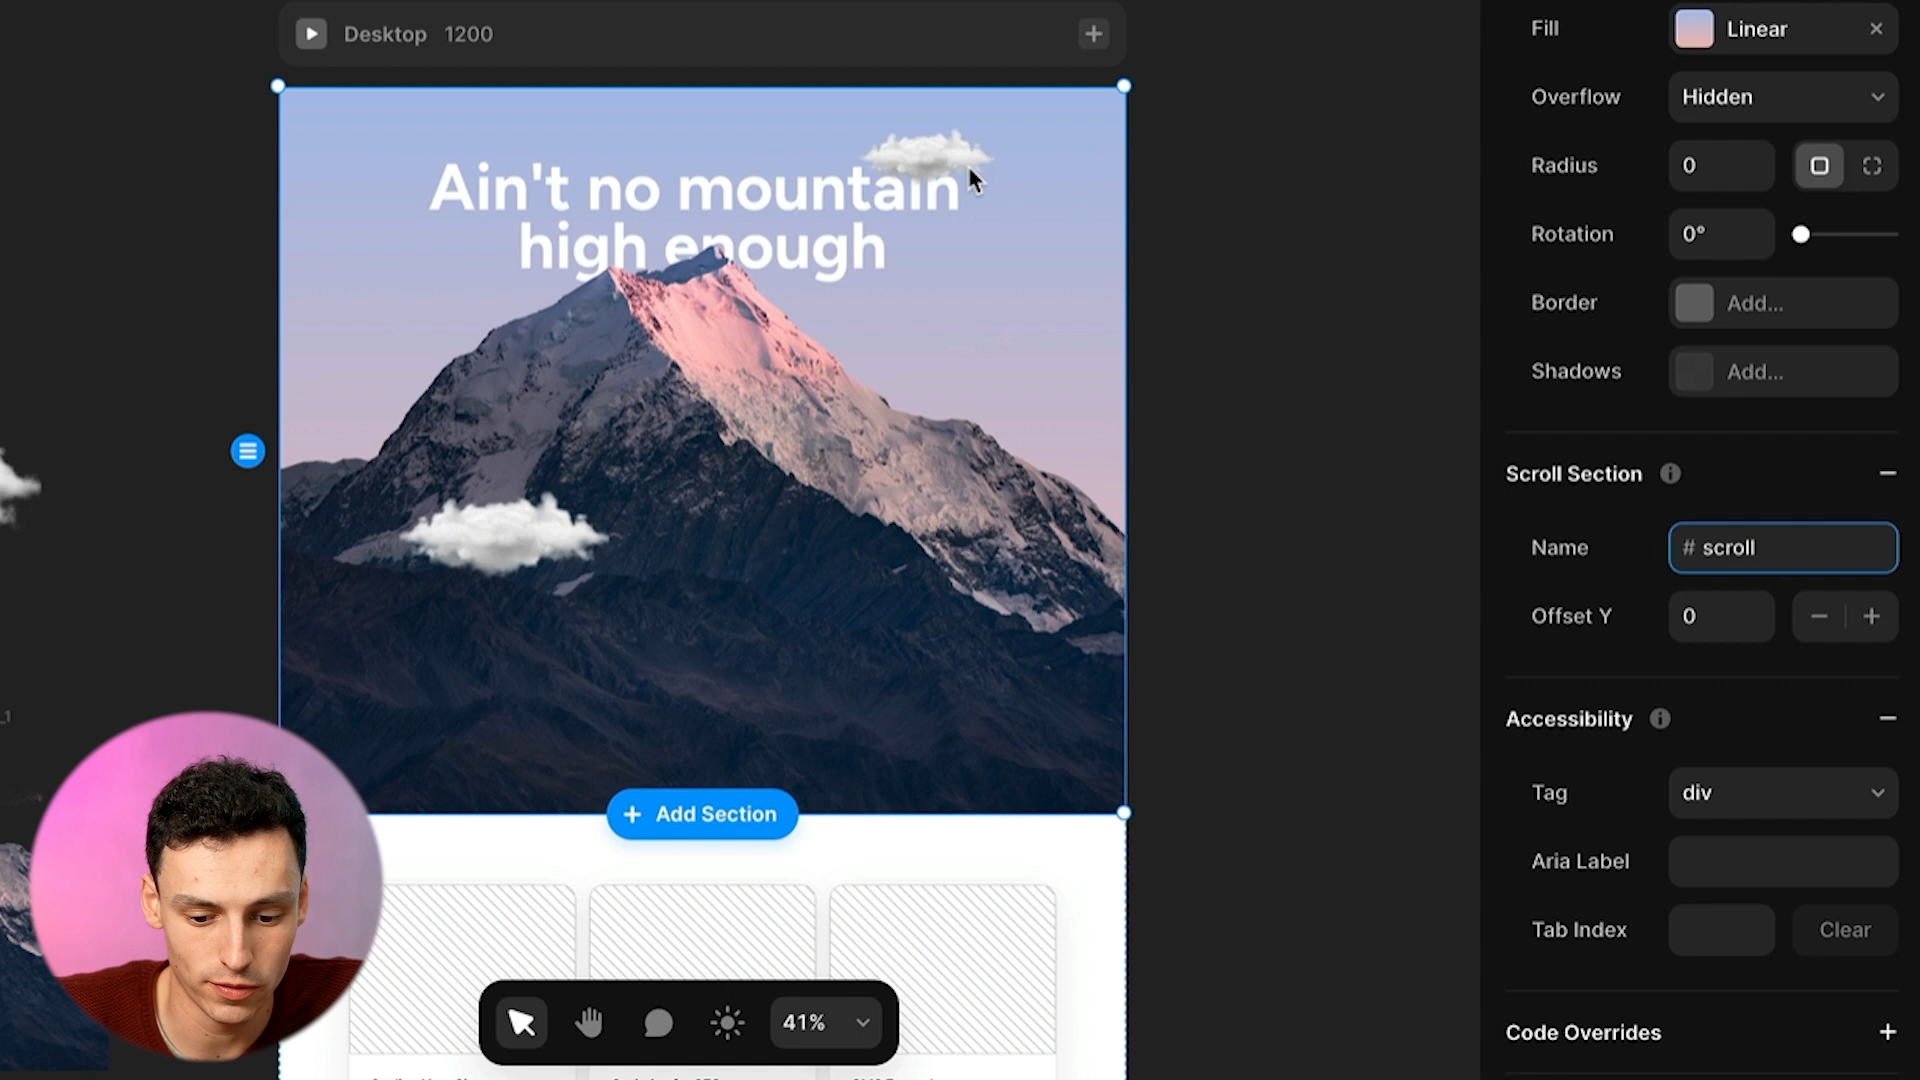 Desktop 1200
Ain't no mountain
high enough
Add Section
41%
Fill Linear
Overflow Hidden
Radius 0
Rotation 0°
Border Add...
Shadows Add...
Scroll Section
Name # scroll
Offset Y 0
Accessibility
Tag div
Aria Label
Tab Index Clear
Code Overrides